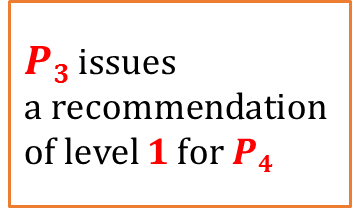 P₃ issues
a recommendation
of level 1 for P₄